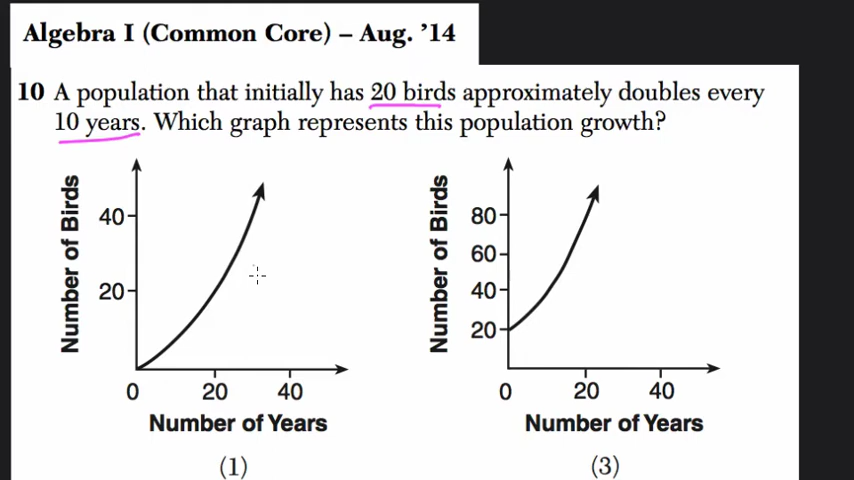 Algebra I (Common Core) – Aug. ’14
10 A population that initially has 20 birds approximately doubles every
10 years. Which graph represents this population growth?
Number of Birds
40
20
0 20 40
Number of Years
(1)
Number of Birds
80
60
40
20
0 20 40
Number of Years
(3)